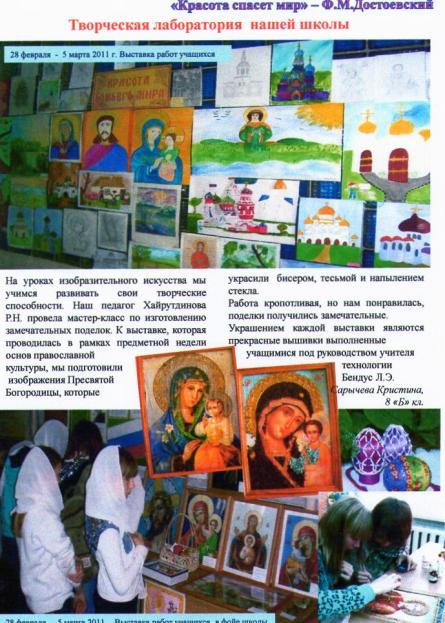 «Красота спасет мир» – Ф.М.Достоевский
Творческая лаборатория нашей школы
28 февраля - 5 марта 2011 г. Выставка работ учащихся
КРАСОТА
БОЖЬЕГО МИРА
На уроках изобразительного искусства мы
учимся развивать свои творческие
способности. Наш педагог Хайрутдинова
Р.Н. провела мастер-класс по изготовлению
замечательных поделок. К выставке, которая
проводилась в рамках предметной недели
основ православной
культуры, мы подготовили
изображения Пресвятой
Богородицы, которые
украсили бисером, тесьмой и напылением
стекла.
Работа кропотливая, но нам понравилась,
поделки получились замечательные.
Украшением каждой выставки являются
прекрасные вышивки выполненные
учащимися под руководством учителя
технологии
Бендус Л.Э.
Сарычева Кристина,
8 «Б» кл.
28 февраля - 5 марта 2011 Выставка работ учащихся в фойе школы